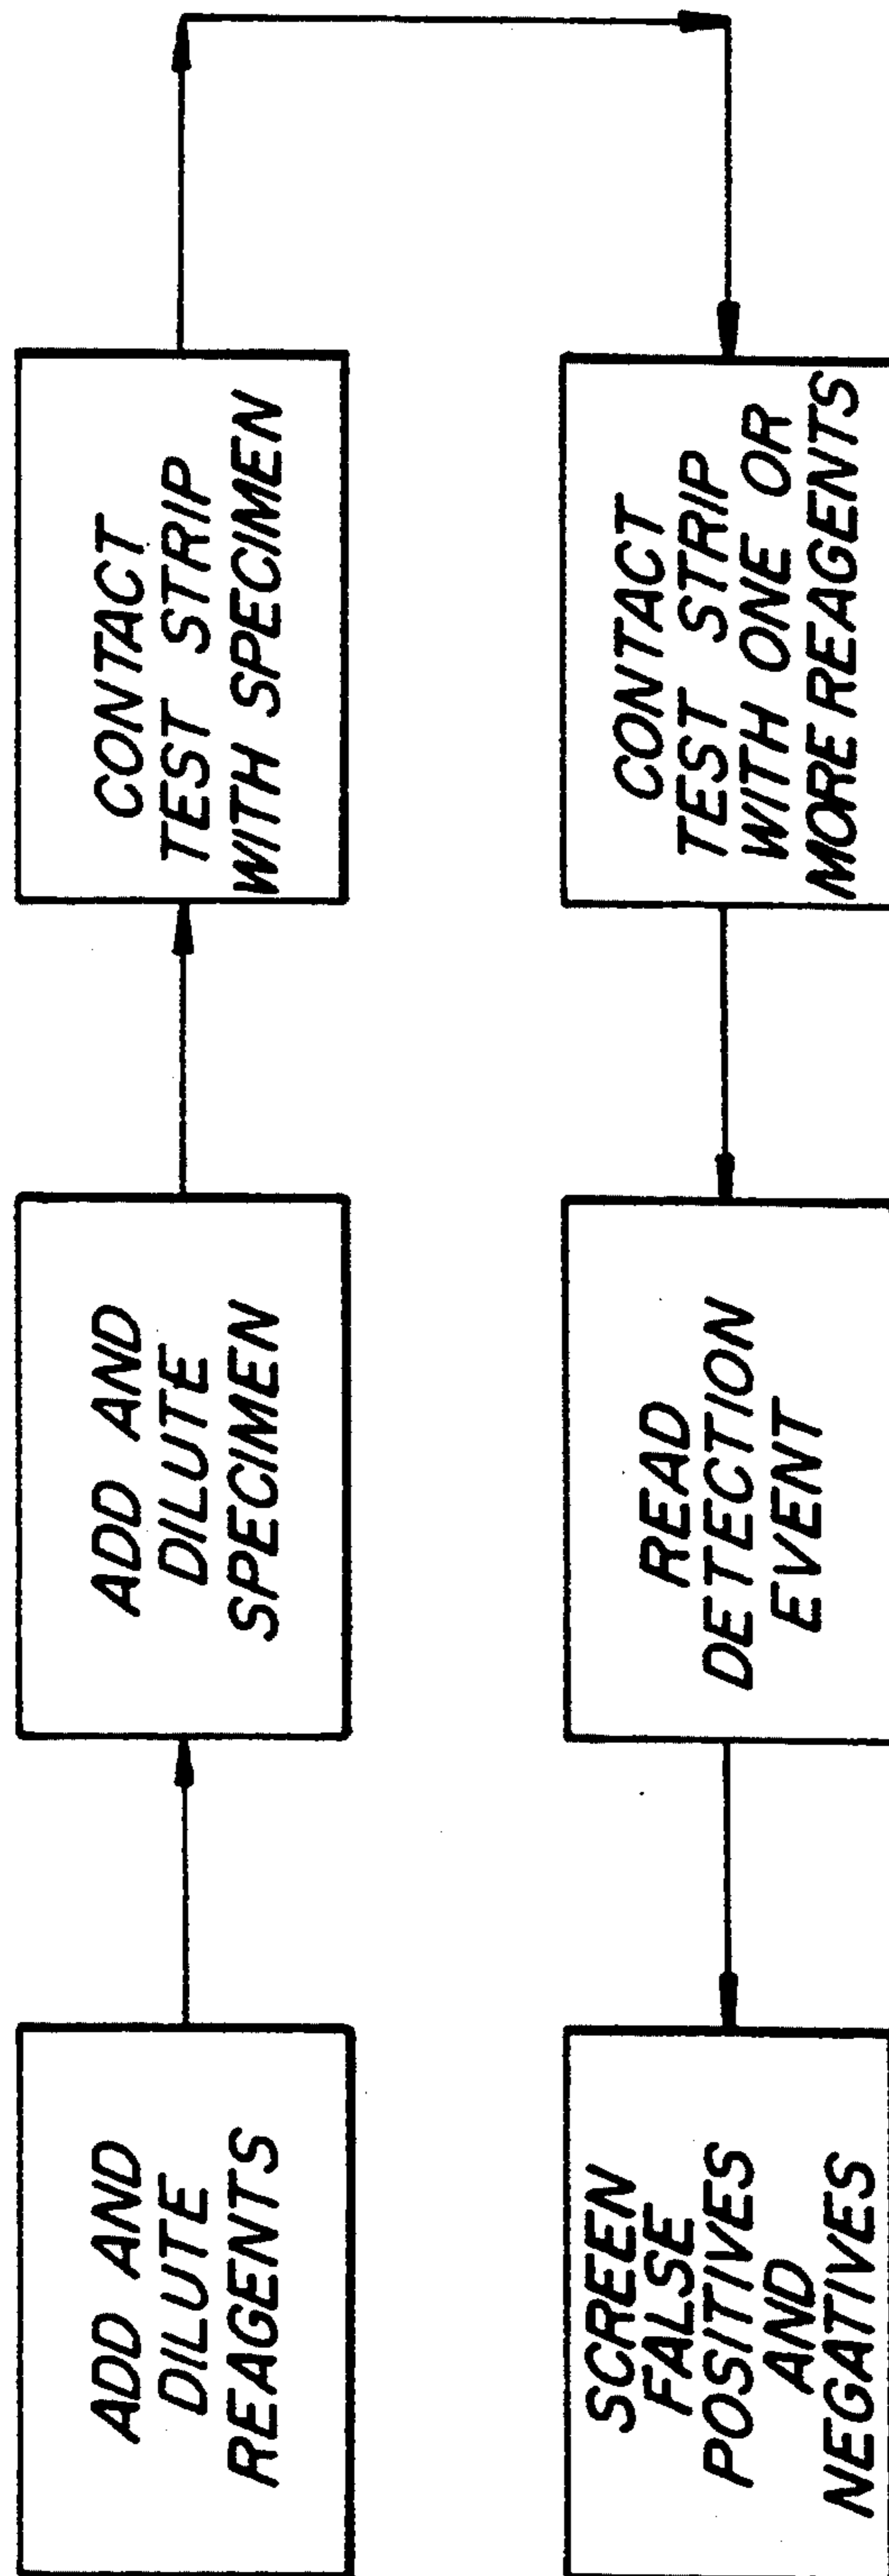 ADD AND
DILUTE
REAGENTS
ADD AND
DILUTE
SPECIMEN
CONTACT
TEST STRIP
WITH SPECIMEN
CONTACT
TEST STRIP
WITH ONE OR
MORE REAGENTS
READ
DETECTION
EVENT
SCREEN
FALSE
POSITIVES
AND
NEGATIVES